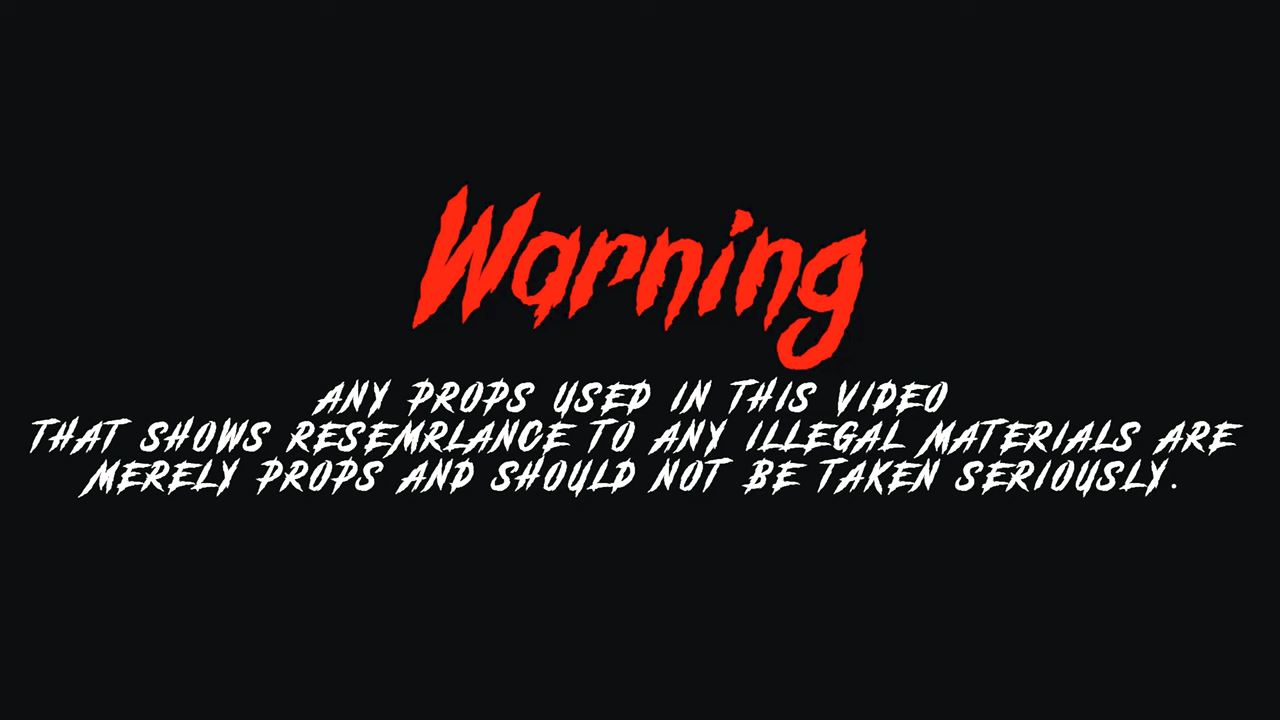 Warning
ANY PROPS USED IN THIS VIDEO
THAT SHOWS RESEMRLANCE TO ANY ILLEGAL MATERIALS ARE
MERELY PROPS AND SHOULD NOT BE TAKEN SERIOUSLY.